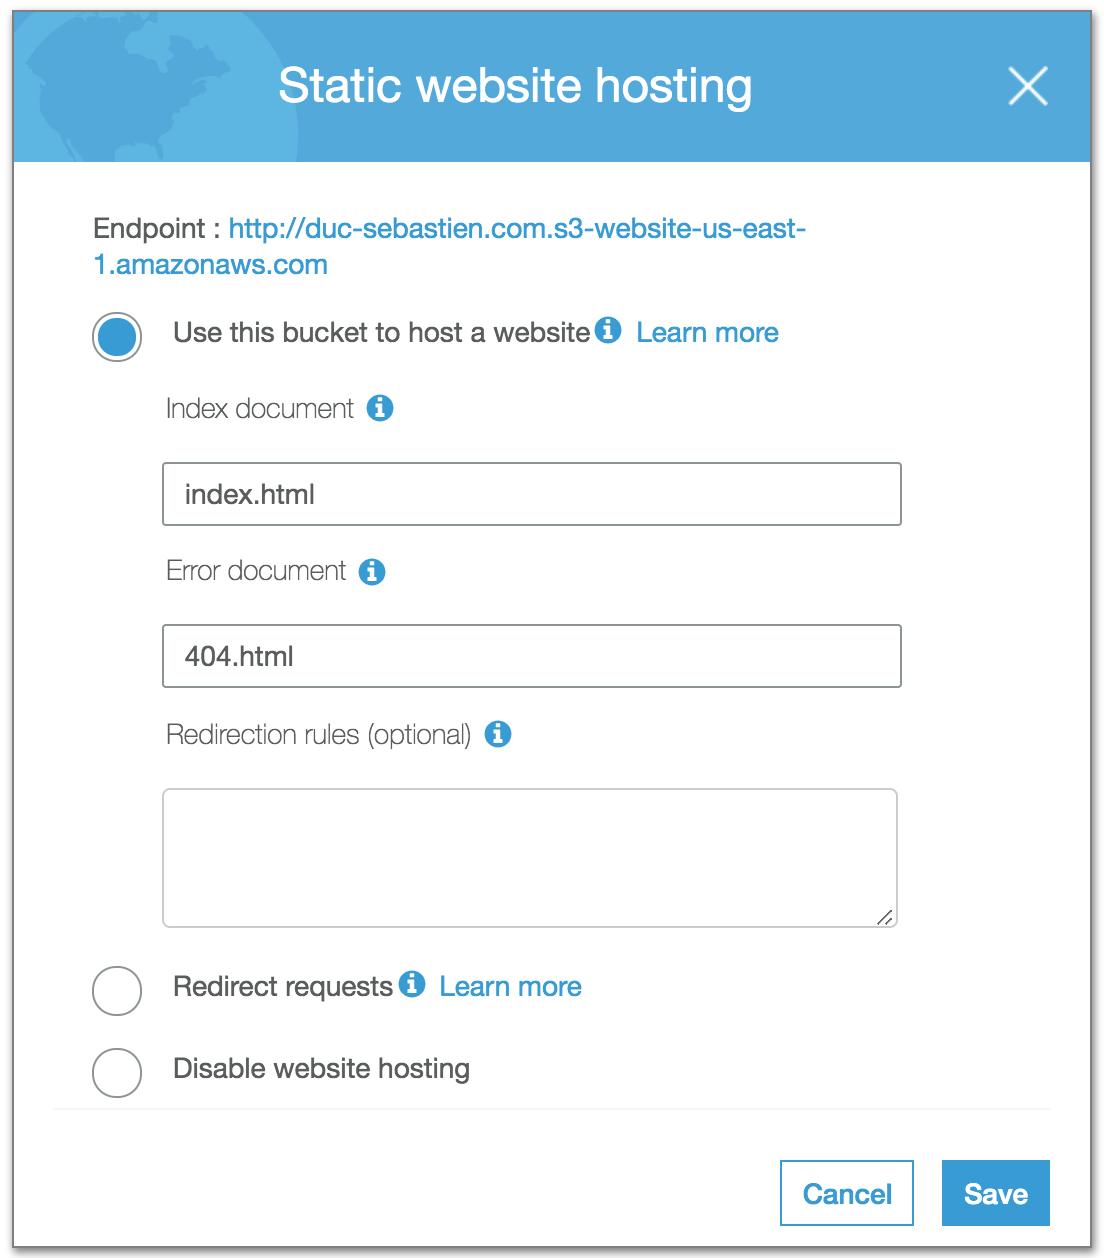 Static website hosting
Endpoint : http://duc-sebastien.com.s3-website-us-east-
1.amazonaws.com
Use this bucket to host a website Learn more
Index document
index.html
Error document
404.html
Redirection rules (optional)
Redirect requests Learn more
Disable website hosting
Cancel Save